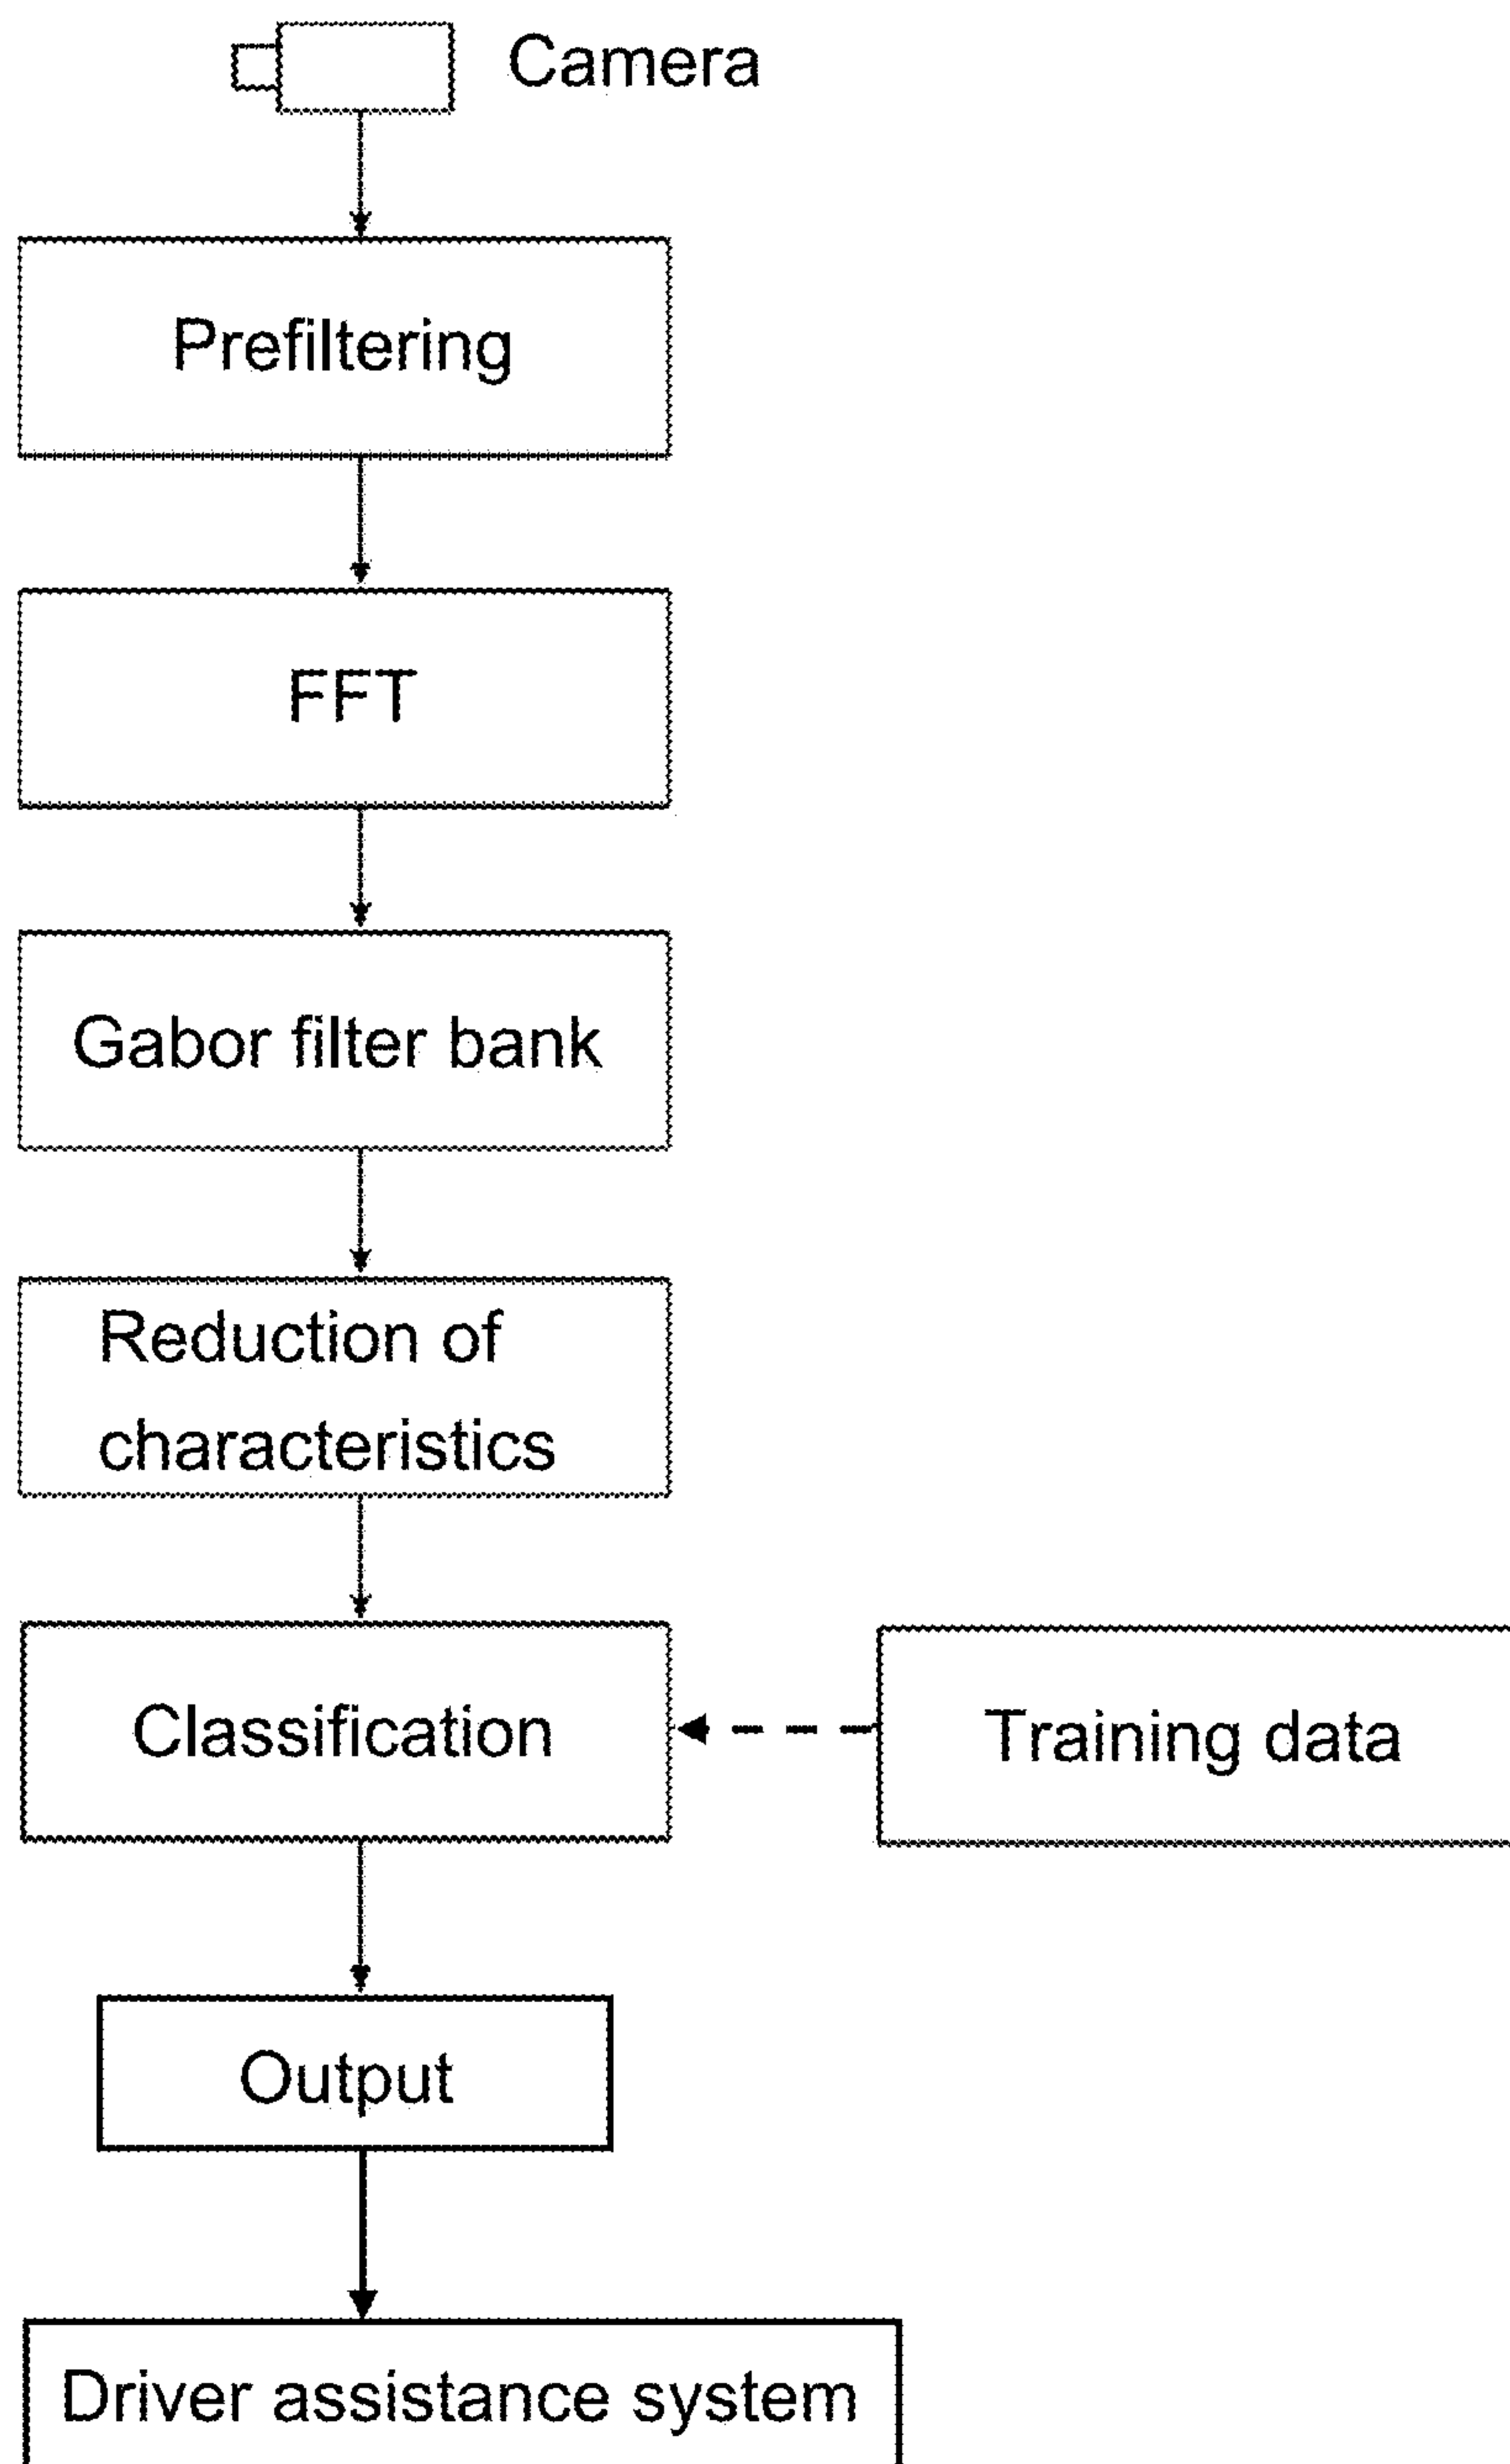 Camera
Prefiltering
FFT
Gabor filter bank
Reduction of
characteristics
Classification
Training data
Output
Driver assistance system